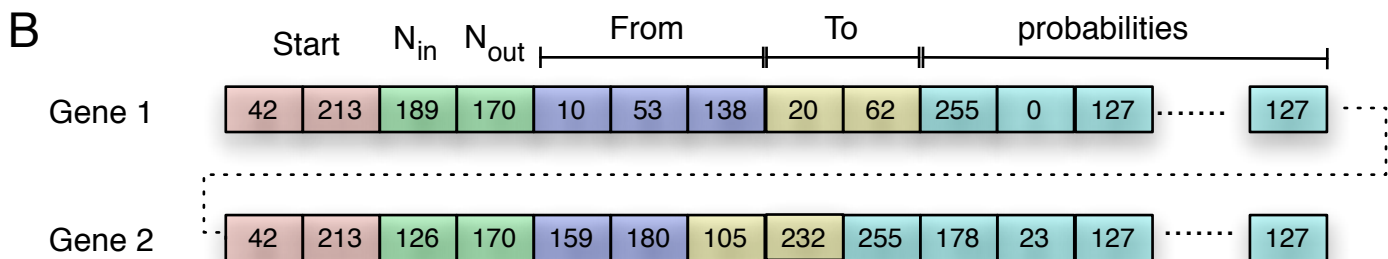 B
Start N_in N_out From To probabilities
Gene 1 42 213 189 170 10 53 138 20 62 255 0 127 ....... 127
Gene 2 42 213 126 170 159 180 105 232 255 178 23 127 ....... 127